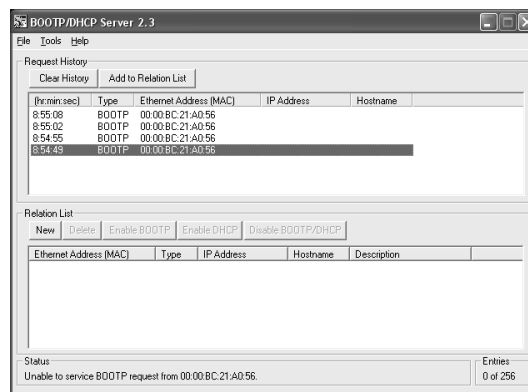 BOOTP/DHCP Server 2.3
File Tools Help
Request History
Clear History Add to Relation List
(hr:min:sec) Type Ethernet Address (MAC) IP Address Hostname
8:55:08 BOOTP 00:00:BC:21:A0:56
8:55:02 BOOTP 00:00:BC:21:A0:56
8:54:55 BOOTP 00:00:BC:21:A0:56
8:54:49 BOOTP 00:00:BC:21:A0:56
Relation List
New Delete Enable BOOTP Enable DHCP Disable BOOTP/DHCP
Ethernet Address (MAC) Type IP Address Hostname Description
Status
Unable to service BOOTP request from 00:00:BC:21:A0:56.
Entries
0 of 256